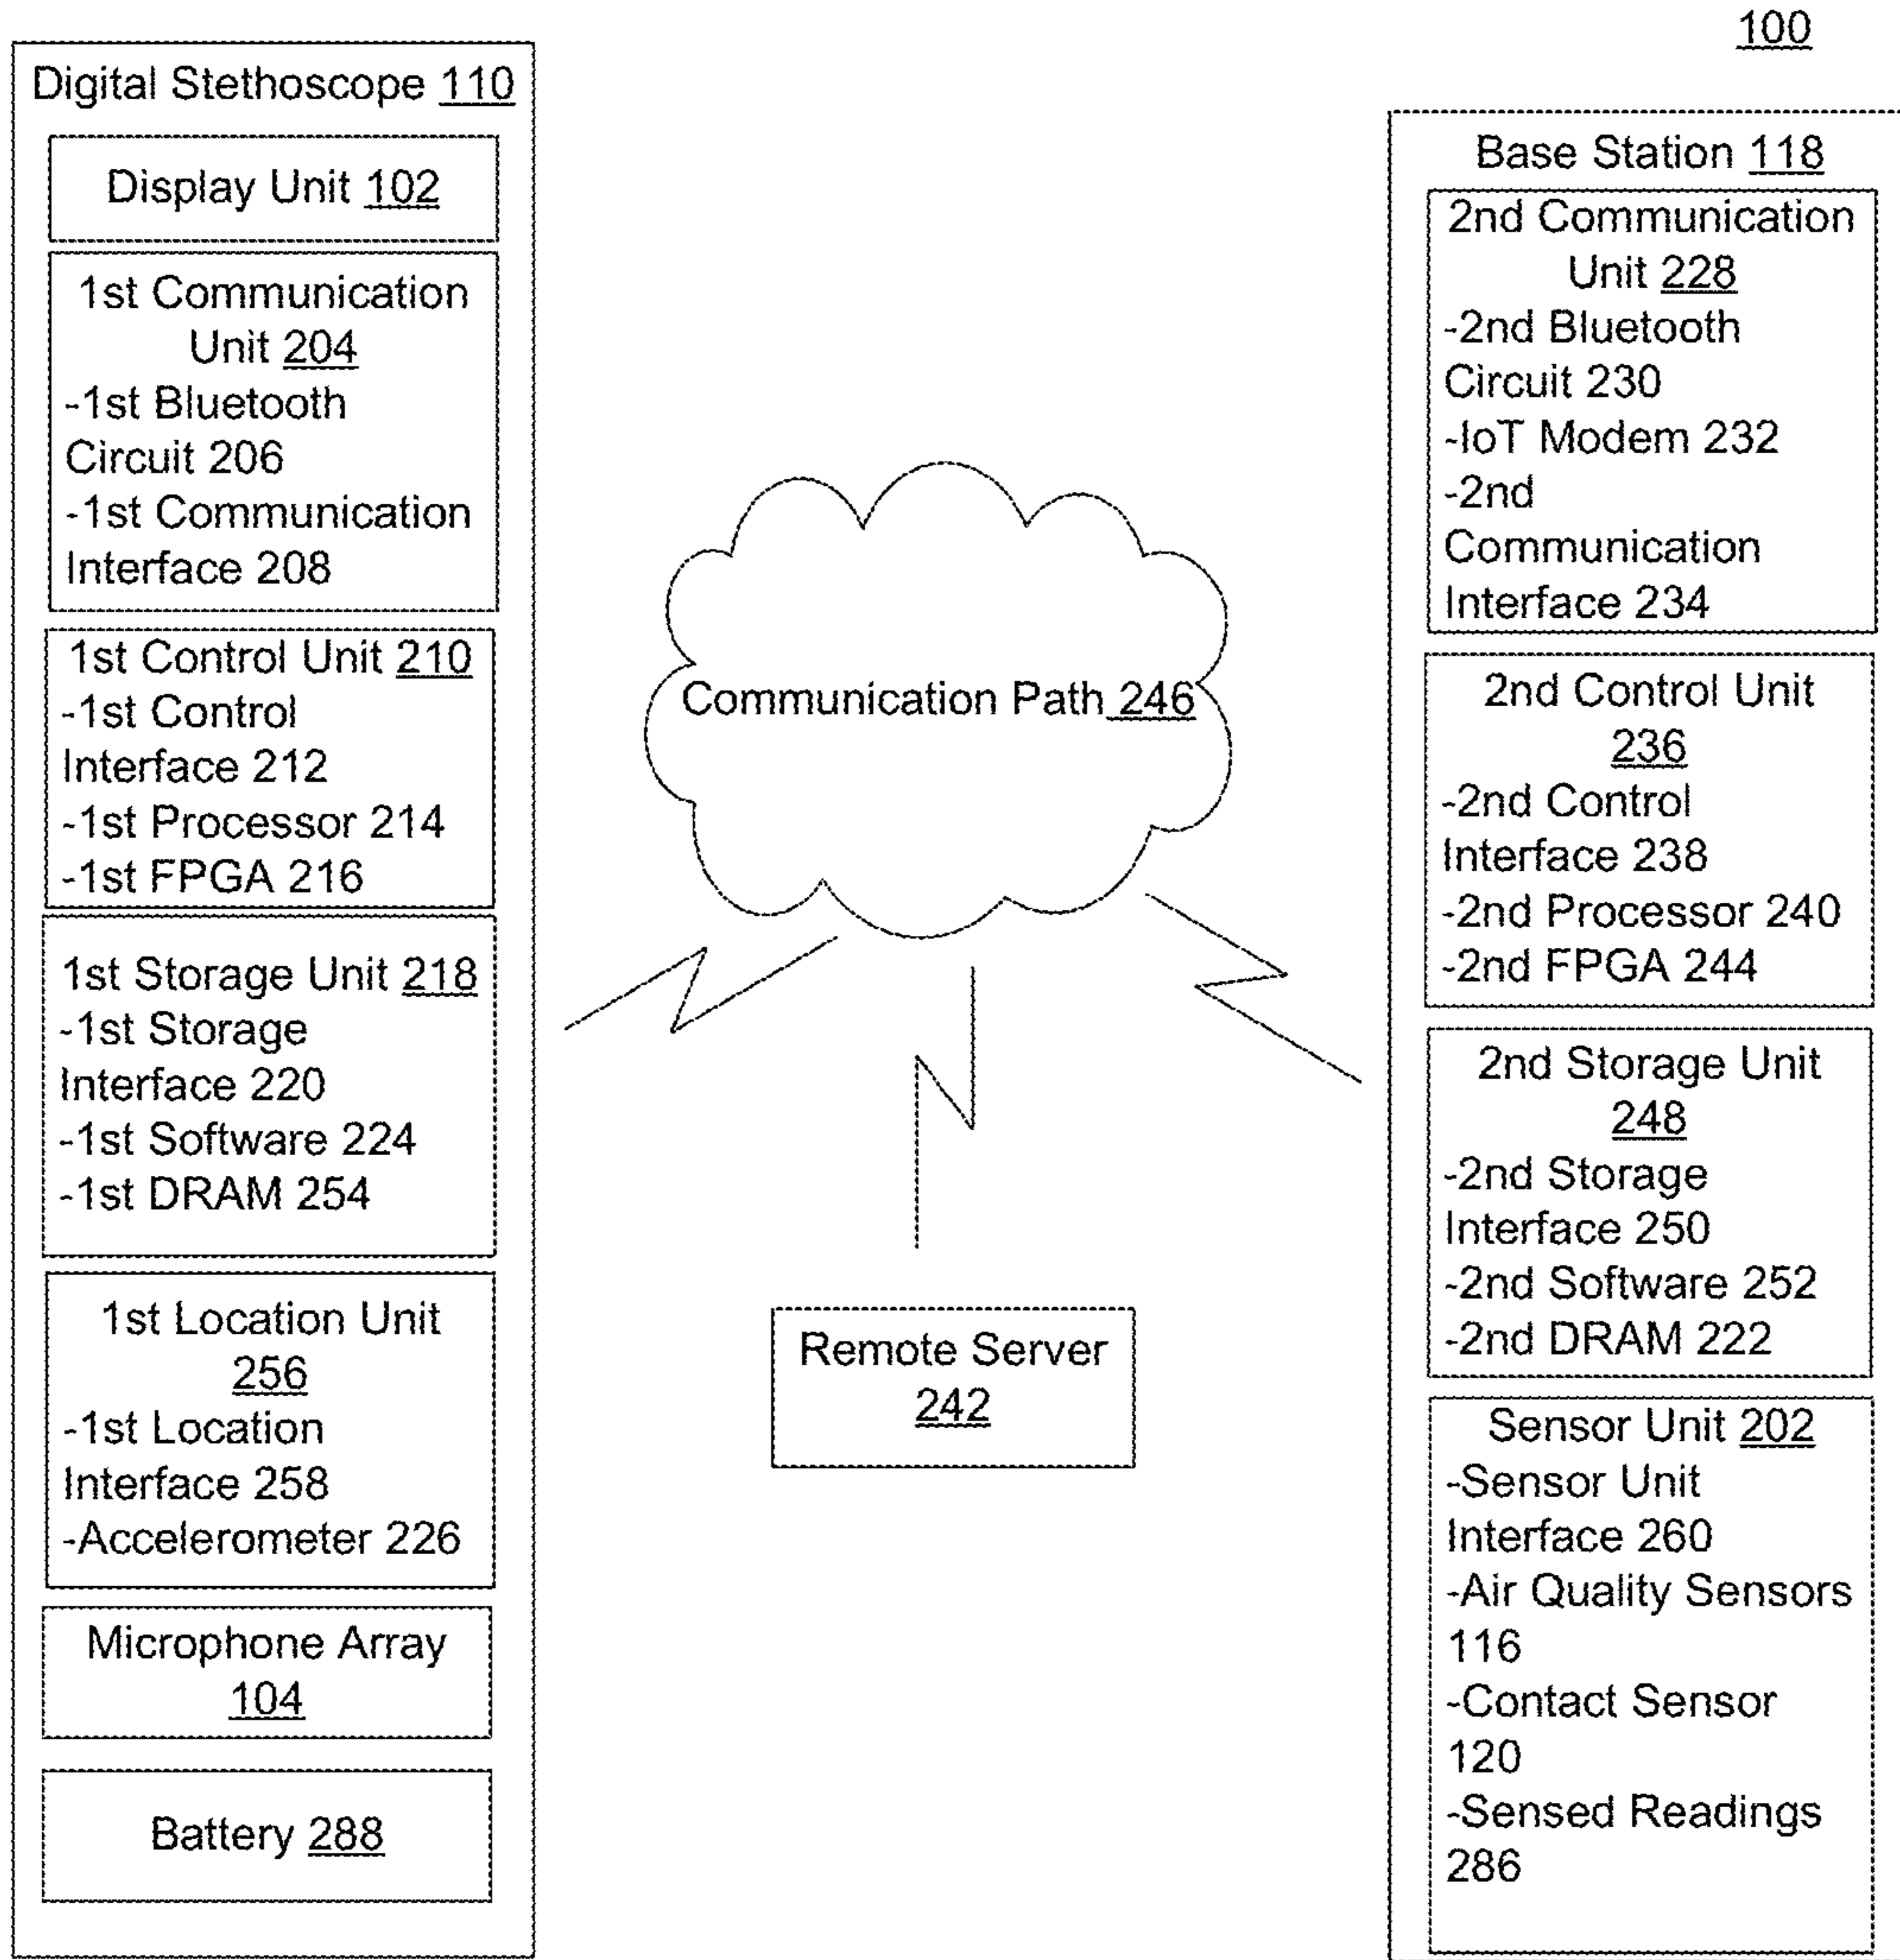 100
Digital Stethoscope 110
Display Unit 102
1st Communication
Unit 204
-1st Bluetooth
Circuit 206
-1st Communication
Interface 208
1st Control Unit 210
-1st Control
Interface 212
-1st Processor 214
-1st FPGA 216
1st Storage Unit 218
-1st Storage
Interface 220
-1st Software 224
-1st DRAM 254
1st Location Unit
256
-1st Location
Interface 258
-Accelerometer 226
Microphone Array
104
Battery 288
Communication Path 246
Remote Server
242
Base Station 118
2nd Communication
Unit 228
-2nd Bluetooth
Circuit 230
-IoT Modem 232
-2nd
Communication
Interface 234
2nd Control Unit
236
-2nd Control
Interface 238
-2nd Processor 240
-2nd FPGA 244
2nd Storage Unit
248
-2nd Storage
Interface 250
-2nd Software 252
-2nd DRAM 222
Sensor Unit 202
-Sensor Unit
Interface 260
-Air Quality Sensors
116
-Contact Sensor
120
-Sensed Readings
286